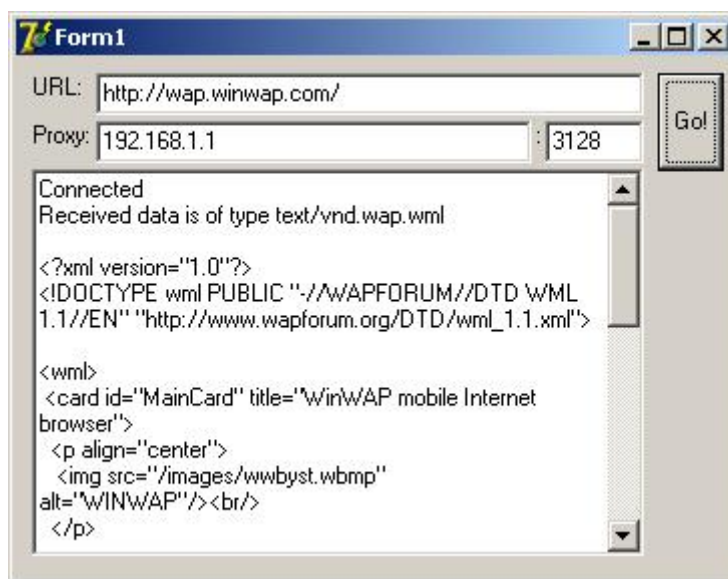 Form1
URL: http://wap.winwap.com/
Proxy: 192.168.1.1 : 3128
Go!
Connected
Received data is of type text/vnd.wap.wml
<?xml version="1.0"?>
<!DOCTYPE wml PUBLIC "-//WAPFORUM//DTD WML
1.1//EN" "http://www.wapforum.org/DTD/wml_1.1.xml">
<wml>
<card id="MainCard" title="WinWAP mobile Internet
browser">
<p align="center">
<img src="/images/wwbyst.wbmp"
alt="WINWAP"/><br/>
</p>